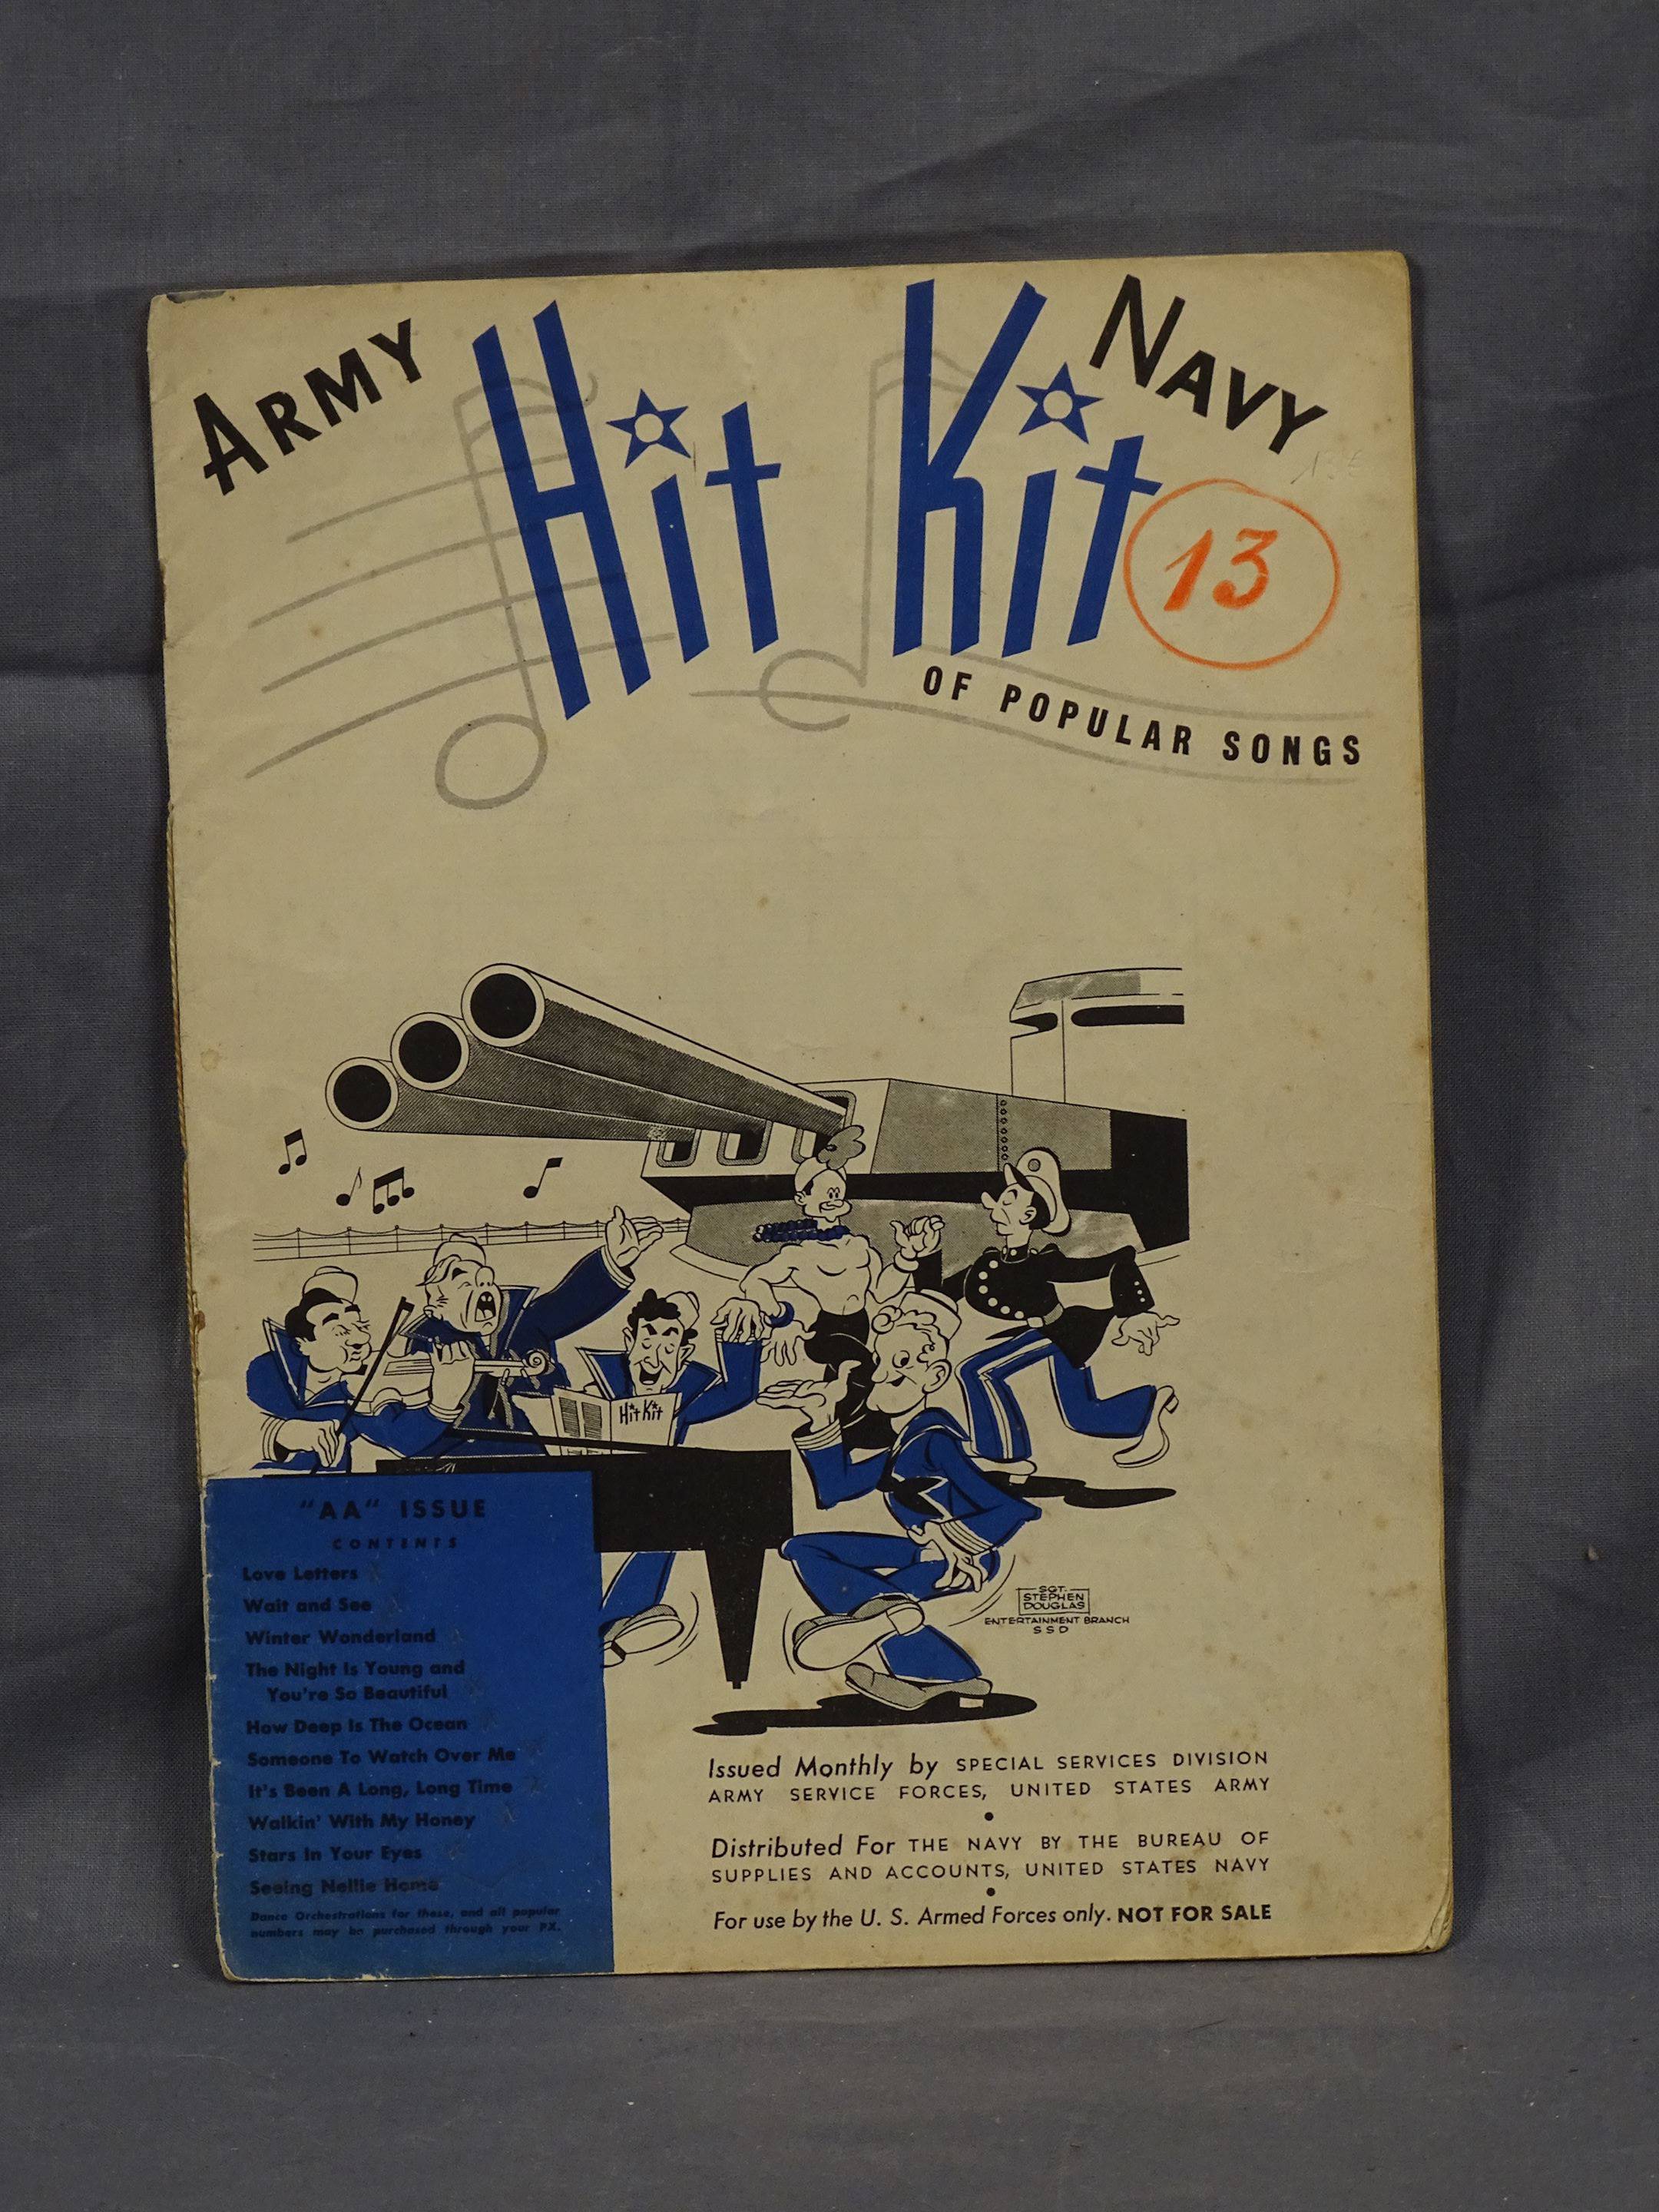 ARMY
NAVY
Hit Kit
13
OF POPULAR SONGS
Hit Kit
"AA" ISSUE
CONTENTS
Love Letters
Wait and See
Winter Wonderland
The Night Is Young and
You're So Beautiful
How Deep Is The Ocean
Someone To Watch Over Me
It's Been A Long, Long Time
Walkin' With My Honey
Stars In Your Eyes
Seeing Nellie Home
Dance Orchestrations for these, and all popular
numbers may be purchased through your PX.
SGT.
STEPHEN
DOUGLAS
ENTERTAINMENT BRANCH
SSD
Issued Monthly by SPECIAL SERVICES DIVISION
ARMY SERVICE FORCES, UNITED STATES ARMY
Distributed For THE NAVY BY THE BUREAU OF
SUPPLIES AND ACCOUNTS, UNITED STATES NAVY
For use by the U. S. Armed Forces only. NOT FOR SALE